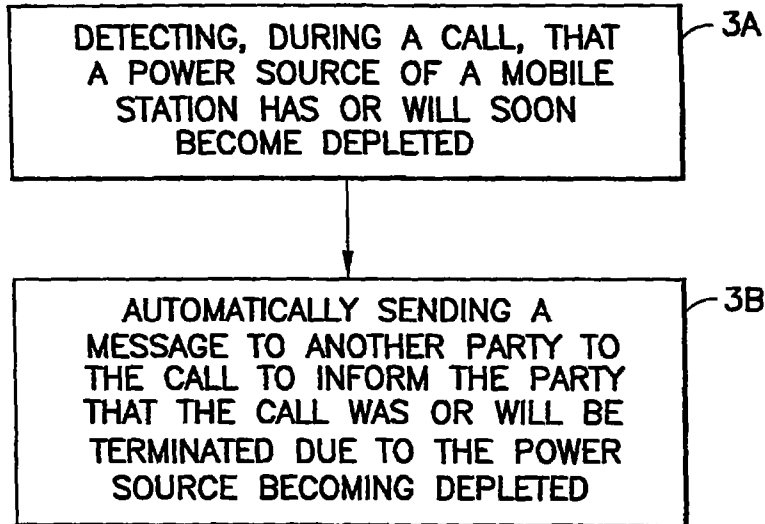 DETECTING, DURING A CALL, THAT
A POWER SOURCE OF A MOBILE
STATION HAS OR WILL SOON
BECOME DEPLETED
3A
AUTOMATICALLY SENDING A
MESSAGE TO ANOTHER PARTY TO
THE CALL TO INFORM THE PARTY
THAT THE CALL WAS OR WILL BE
TERMINATED DUE TO THE POWER
SOURCE BECOMING DEPLETED
3B